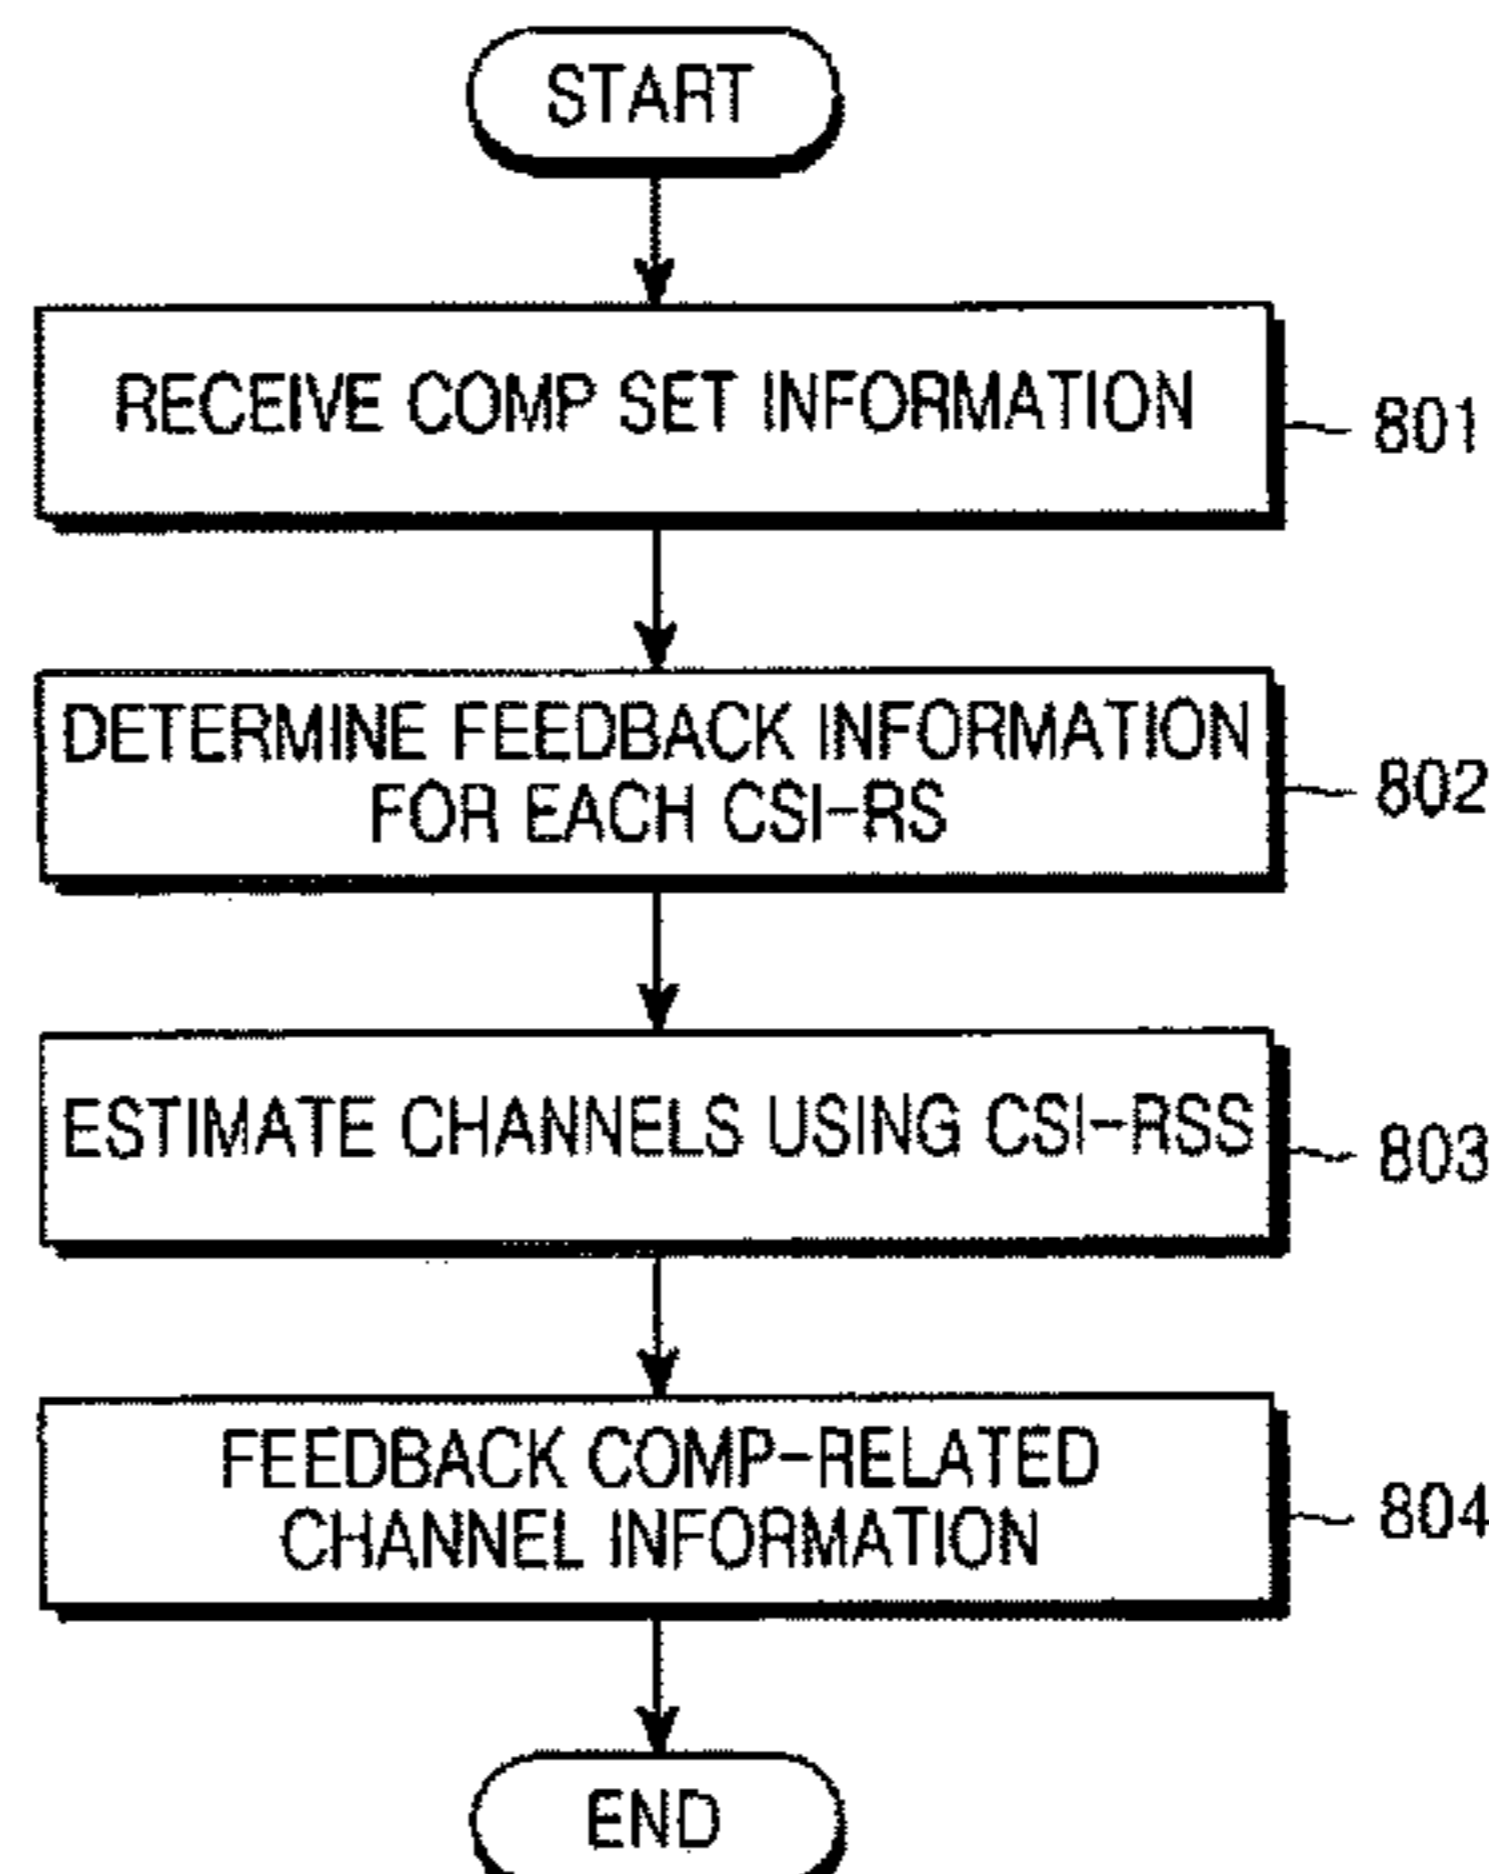 START
RECEIVE COMP SET INFORMATION
801
DETERMINE FEEDBACK INFORMATION
FOR EACH CSI-RS
802
ESTIMATE CHANNELS USING CSI-RSS
803
FEEDBACK COMP-RELATED
CHANNEL INFORMATION
804
END